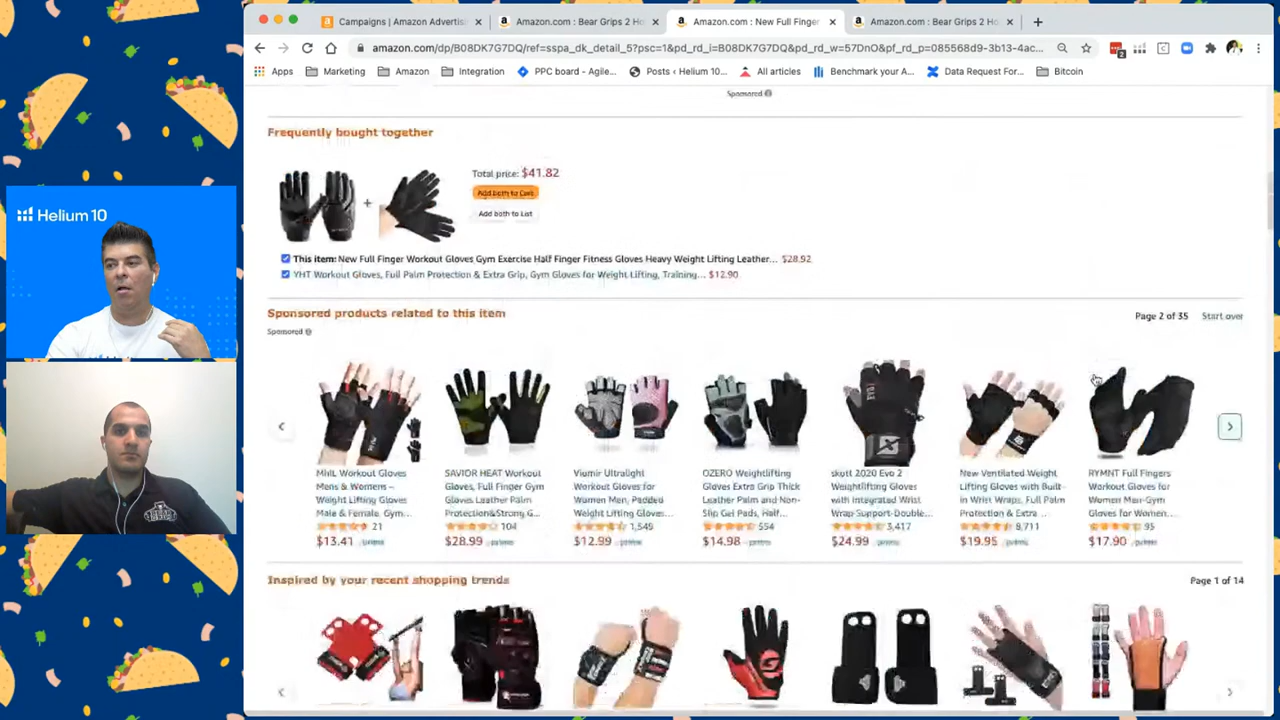 Campaigns | Amazon Advertisi
Amazon.com : Bear Grips 2 Ho
Amazon.com : New Full Finger
Amazon.com : Bear Grips 2 Ho
amazon.com/dp/B08DK7G7DQ/ref=sspa_dk_detail_5?psc=1&pd_rd_i=B08DK7G7DQ&pd_rd_w=57DnO&pf_rd_p=085568d9-3b13-4ac...
Apps
Marketing
Amazon
Integration
PPC board - Agile...
Posts ‹ Helium 10...
All articles
Benchmark your A...
Data Request For...
Bitcoin
Sponsored
Frequently bought together
Total price: $41.82
Add both to Cart
Add both to List
This item: New Full Finger Workout Gloves Gym Exercise Half Finger Fitness Gloves Heavy Weight Lifting Leather... $28.92
YHT Workout Gloves, Full Palm Protection & Extra Grip, Gym Gloves for Weight Lifting, Training... $12.90
Helium 10
Sponsored products related to this item
Page 2 of 35 Start over
Sponsored
MhIL Workout Gloves
Mens & Womens -
Weight Lifting Gloves
Male & Female. Gym...
21
$13.41 prime
SAVIOR HEAT Workout
Gloves, Full Finger Gym
Gloves Leather Palm
Protection&Strong G...
104
$28.99 prime
Viumir Ultralight
Workout Gloves for
Women Men, Padded
Weight Lifting Gloves...
1,549
$12.99 prime
OZERO Weightlifting
Gloves Extra Grip Thick
Leather Palm and Non-
Slip Gel Pads, Half...
554
$14.98 prime
skott 2020 Evo 2
Weightlifting Gloves
with Integrated Wrist
Wrap Support-Double...
3,417
$24.99 prime
New Ventilated Weight
Lifting Gloves with Built-
in Wrist Wraps, Full Palm
Protection & Extra ...
8,711
$19.95 prime
RYMNT Full Fingers
Workout Gloves for
Women Men-Gym
Gloves for Women...
95
$17.90 prime
Inspired by your recent shopping trends
Page 1 of 14